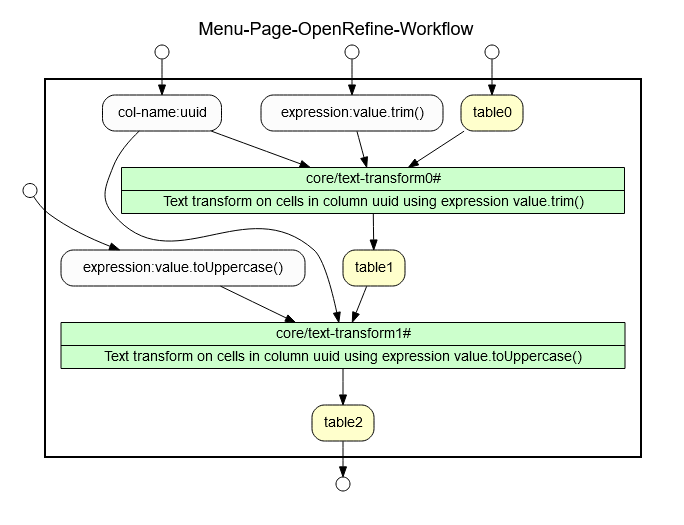 Menu-Page-OpenRefine-Workflow
col-name:uuid
expression:value.trim()
table0
core/text-transform0#
Text transform on cells in column uuid using expression value.trim()
expression:value.toUppercase()
table1
core/text-transform1#
Text transform on cells in column uuid using expression value.toUppercase()
table2